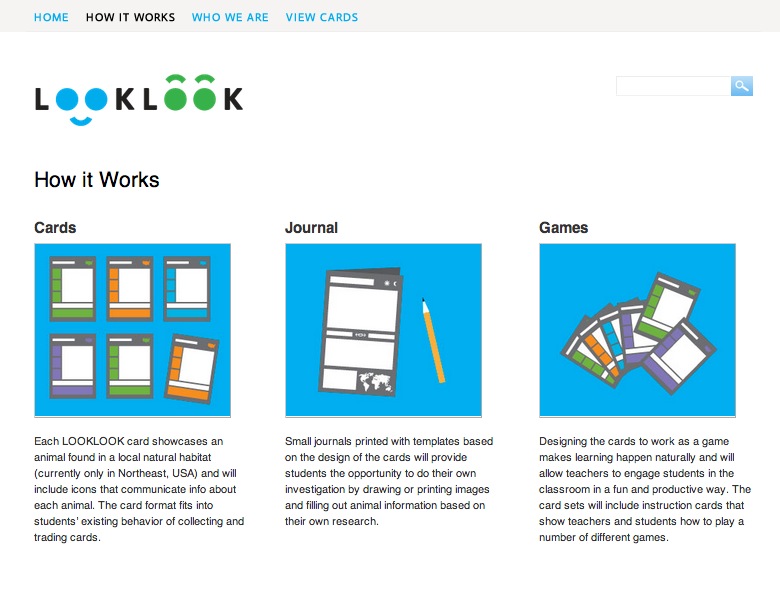 HOME HOW IT WORKS WHO WE ARE VIEW CARDS
LOOKLOOK
How it Works
Cards
Each LOOKLOOK card showcases an
animal found in a local natural habitat
(currently only in Northeast, USA) and will
include icons that communicate info about
each animal. The card format fits into
students' existing behavior of collecting and
trading cards.
Journal
Small journals printed with templates based
on the design of the cards will provide
students the opportunity to do their own
investigation by drawing or printing images
and filling out animal information based on
their own research.
Games
Designing the cards to work as a game
makes learning happen naturally and will
allow teachers to engage students in the
classroom in a fun and productive way. The
card sets will include instruction cards that
show teachers and students how to play a
number of different games.